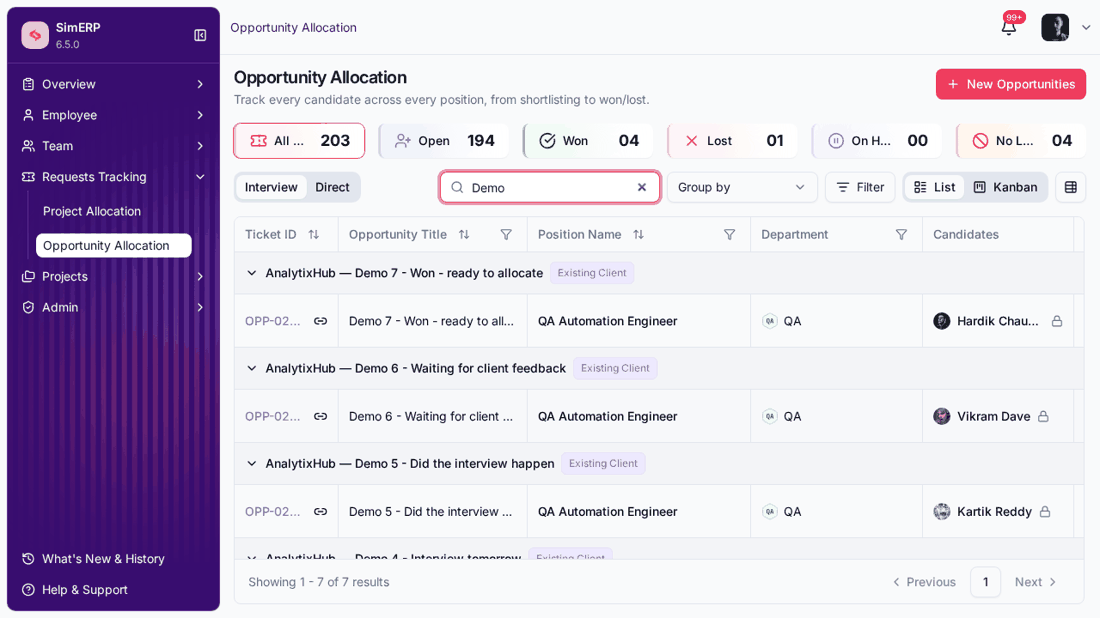 SimERP
6.5.0
Overview
Employee
Team
Requests Tracking
Project Allocation
Opportunity Allocation
Projects
Admin
What's New & History
Help & Support
Opportunity Allocation
99+
Opportunity Allocation
Track every candidate across every position, from shortlisting to won/lost.
New Opportunities
All ... 203
Open 194
Won 04
Lost 01
On H... 00
No L... 04
Interview Direct
Demo
Group by
Filter
List
Kanban
Ticket ID Opportunity Title Position Name Department Candidates
AnalytixHub — Demo 7 - Won - ready to allocate Existing Client
OPP-02... Demo 7 - Won - ready to all... QA Automation Engineer QA QA Hardik Chau...
AnalytixHub — Demo 6 - Waiting for client feedback Existing Client
OPP-02... Demo 6 - Waiting for client ... QA Automation Engineer QA QA Vikram Dave
AnalytixHub — Demo 5 - Did the interview happen Existing Client
OPP-02... Demo 5 - Did the interview ... QA Automation Engineer QA QA Kartik Reddy
AnalytixHub — Demo 4 - Interview tomorrow Existing Client
Showing 1 - 7 of 7 results
Previous 1 Next